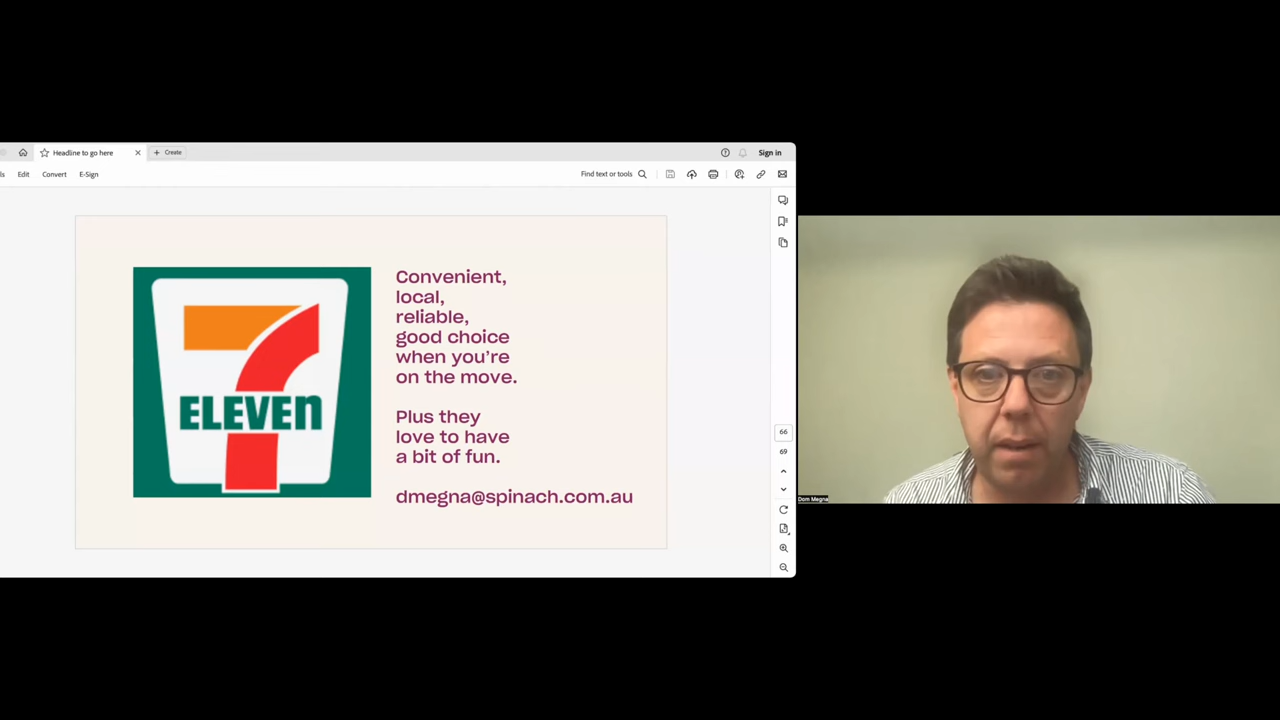 Headline to go here
Create
Sign in
ls
Edit
Convert
E-Sign
Find text or tools
7
ELEVEn
Convenient,
local,
reliable,
good choice
when you're
on the move.
Plus they
love to have
a bit of fun.
dmegna@spinach.com.au
66
69
Dom Megna